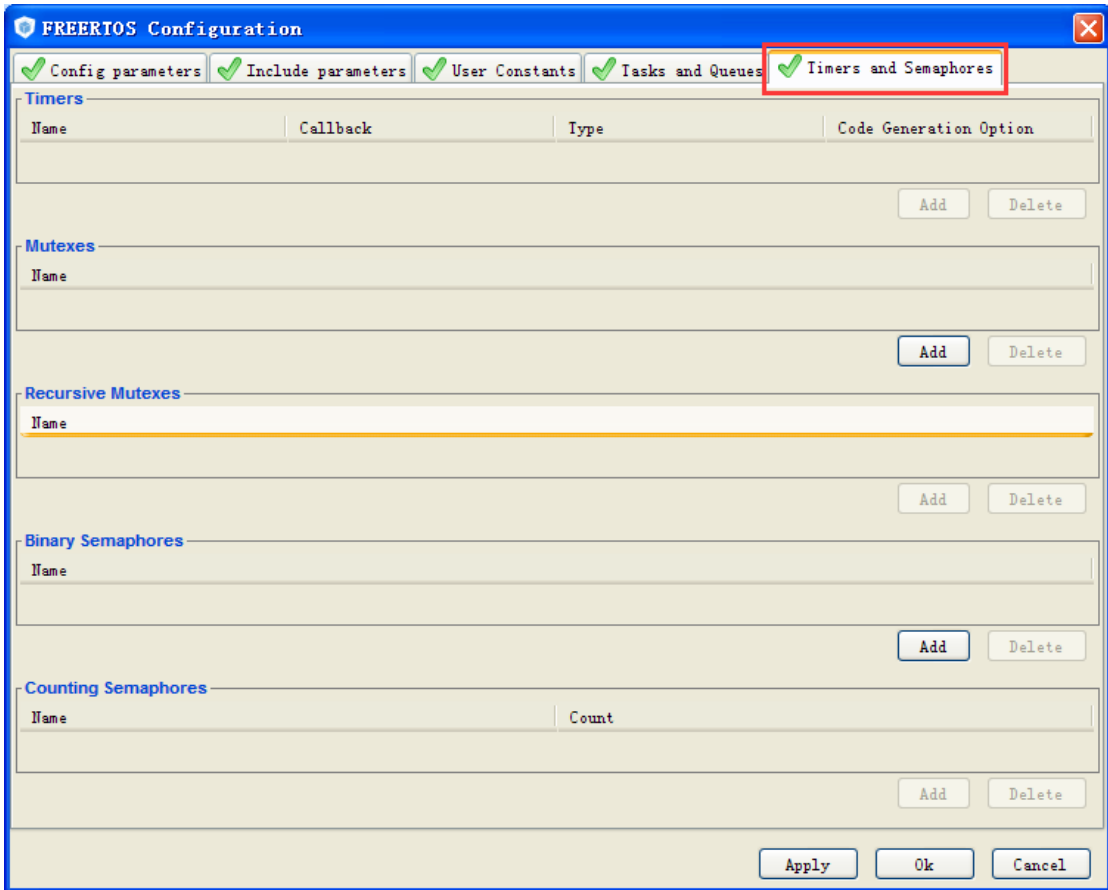 FREERTOS Configuration
Config parameters Include parameters User Constants Tasks and Queues Timers and Semaphores
Timers
Name Callback Type Code Generation Option
Add Delete
Mutexes
Name
Add Delete
Recursive Mutexes
Name
Add Delete
Binary Semaphores
Name
Add Delete
Counting Semaphores
Name Count
Add Delete
Apply Ok Cancel